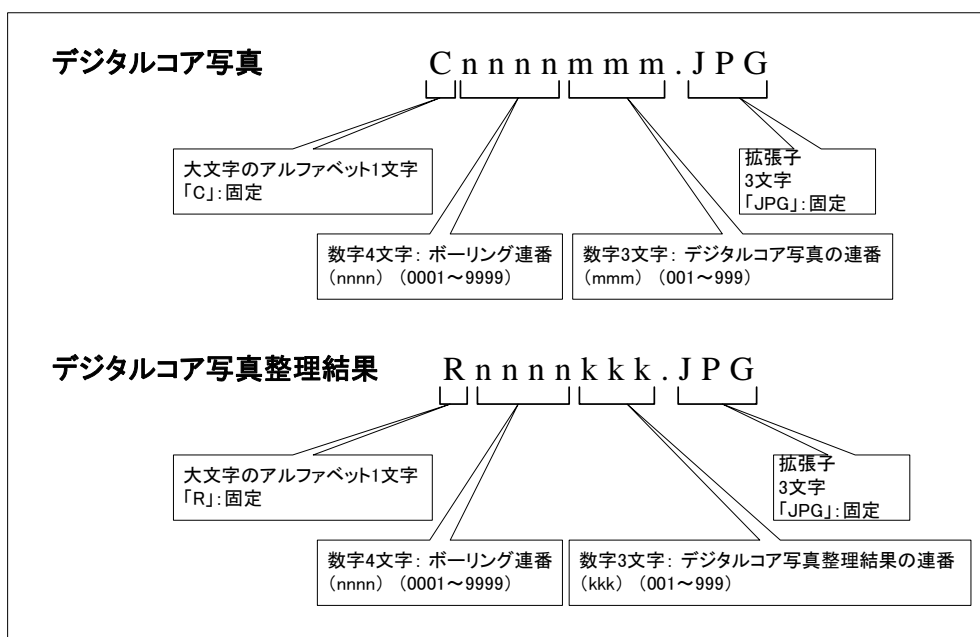 デジタルコア写真
C n n n n m m m . J P G
大文字のアルファベット1文字
「C」：固定
拡張子
3文字
「JPG」：固定
数字4文字： ボーリング連番
（nnnn） （0001～9999）
数字3文字： デジタルコア写真の連番
（mmm） （001～999）
デジタルコア写真整理結果
R n n n n k k k . J P G
大文字のアルファベット1文字
「R」：固定
拡張子
3文字
「JPG」：固定
数字4文字： ボーリング連番
（nnnn） （0001～9999）
数字3文字： デジタルコア写真整理結果の連番
（kkk） （001～999）